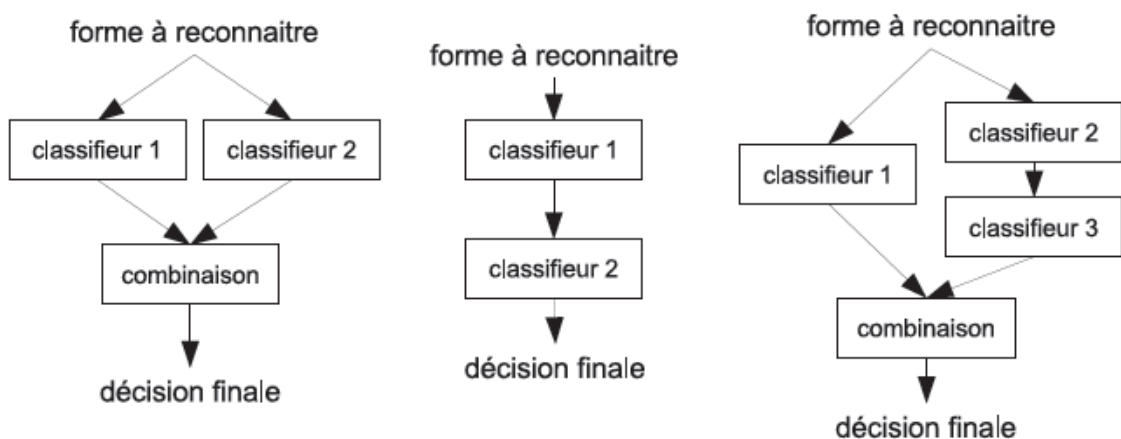 forme à reconnaitre
classifieur 1
classifieur 2
combinaison
décision finale
forme à reconnaitre
classifieur 1
classifieur 2
décision finale
forme à reconnaitre
classifieur 2
classifieur 1
classifieur 3
combinaison
décision finale